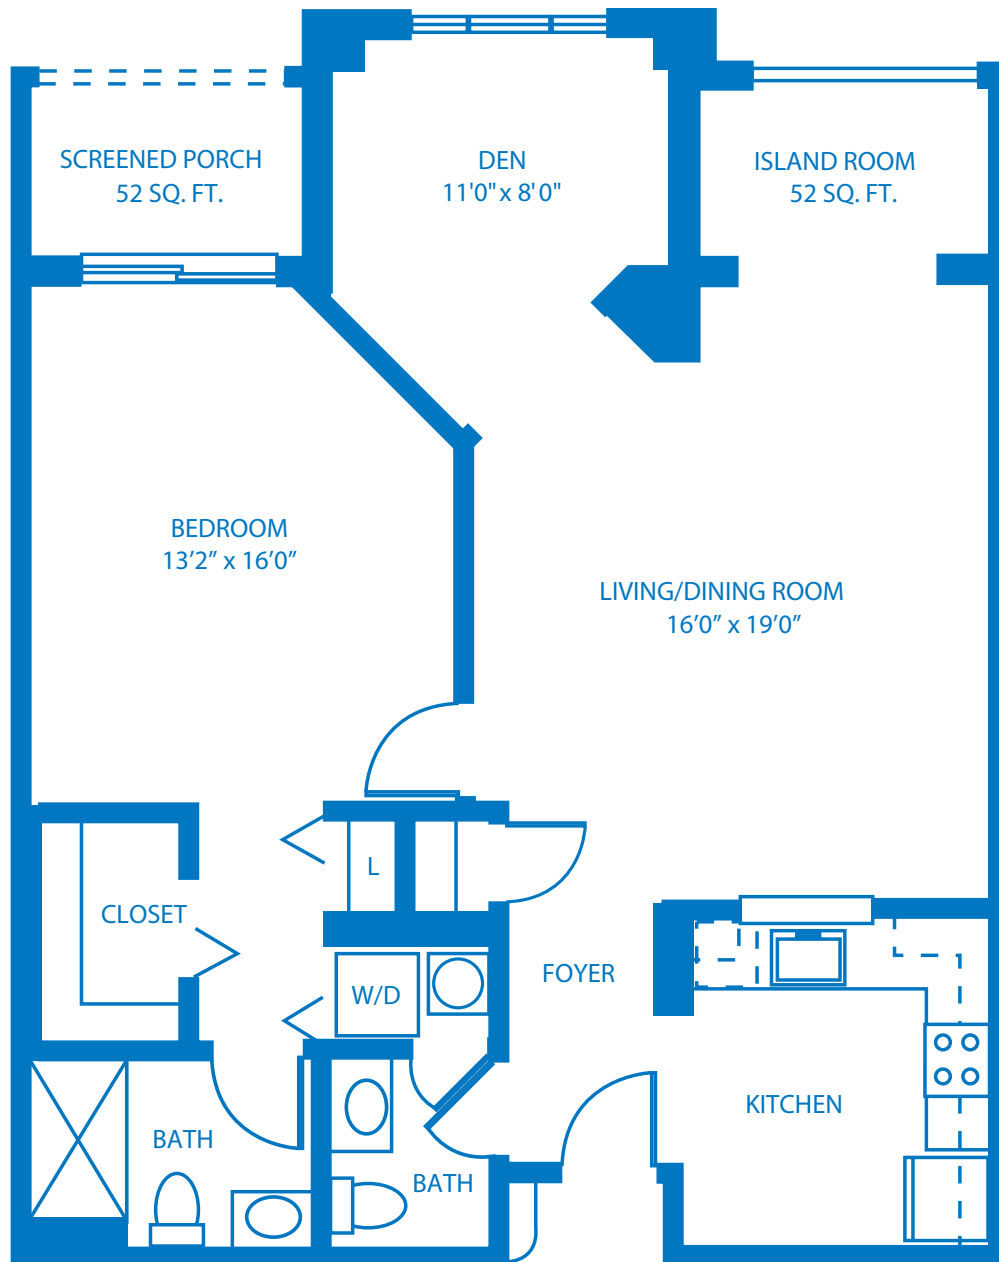 SCREENED PORCH
52 SQ. FT.
DEN
11'0" x 8'0"
ISLAND ROOM
52 SQ. FT.
BEDROOM
13’2” x 16’0”
LIVING/DINING ROOM
16’0” x 19’0”
L
CLOSET
FOYER
W/D
KITCHEN
BATH
BATH